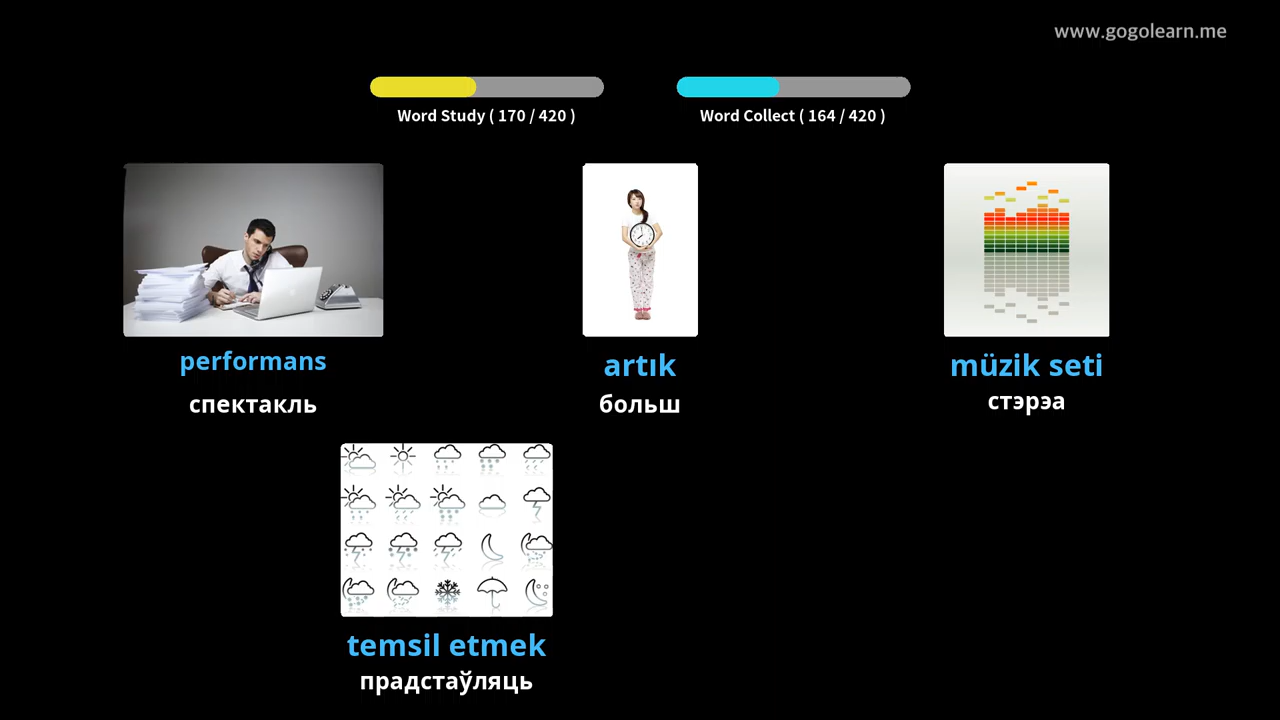 www.gogolearn.me
Word Study ( 170 / 420 )
Word Collect ( 164 / 420 )
performans
спектакль
artık
больш
müzik seti
стэрэа
temsil etmek
прадстаўляць